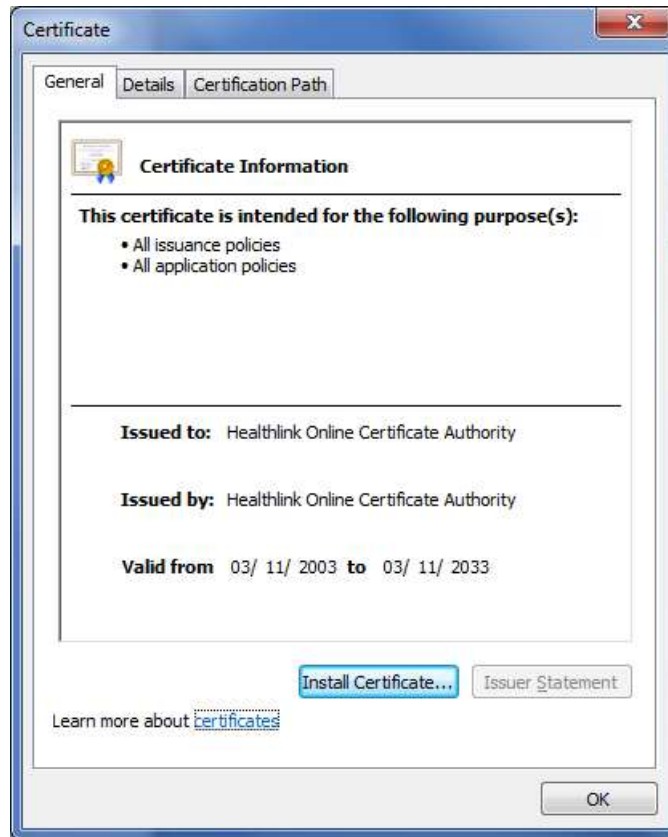 Certificate
General Details Certification Path
Certificate Information
This certificate is intended for the following purpose(s):
• All issuance policies
• All application policies
Issued to: Healthlink Online Certificate Authority
Issued by: Healthlink Online Certificate Authority
Valid from 03/ 11/ 2003 to 03/ 11/ 2033
Install Certificate... Issuer Statement
Learn more about certificates
OK